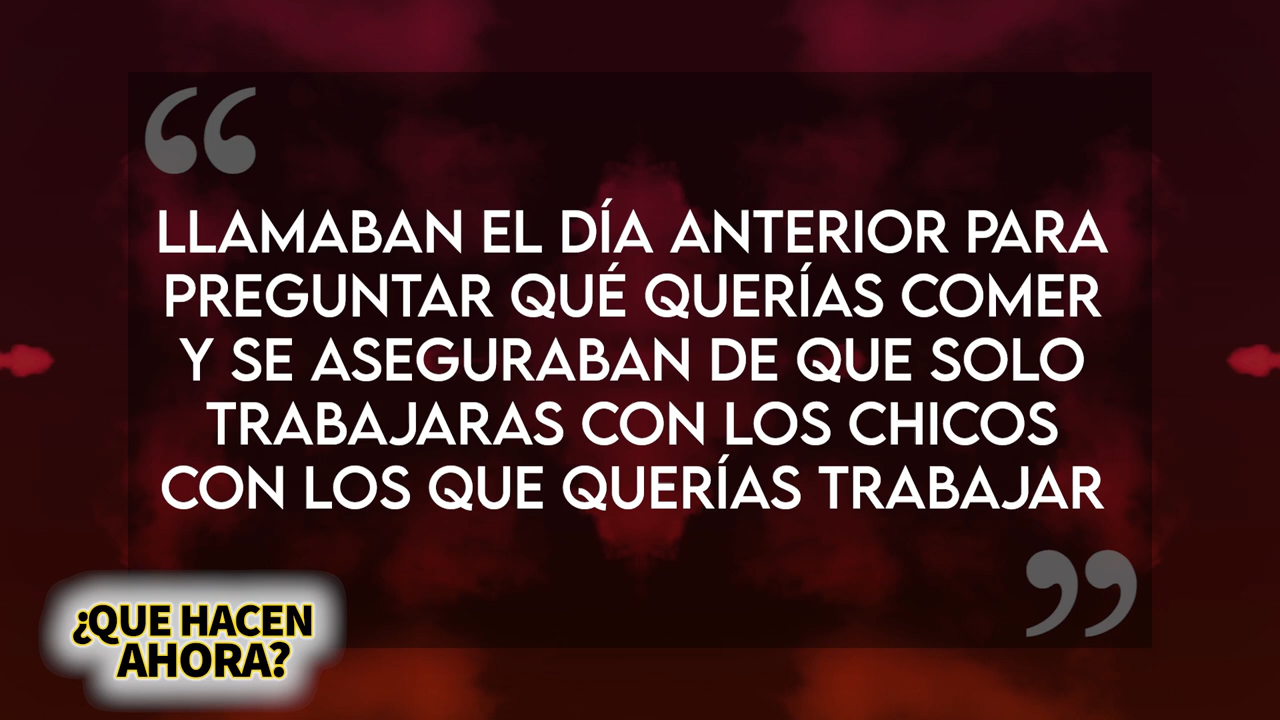 “
LLAMABAN EL DÍA ANTERIOR PARA
PREGUNTAR QUÉ QUERÍAS COMER
Y SE ASEGURABAN DE QUE SOLO
TRABAJARAS CON LOS CHICOS
CON LOS QUE QUERÍAS TRABAJAR
”
¿QUE HACEN
AHORA?